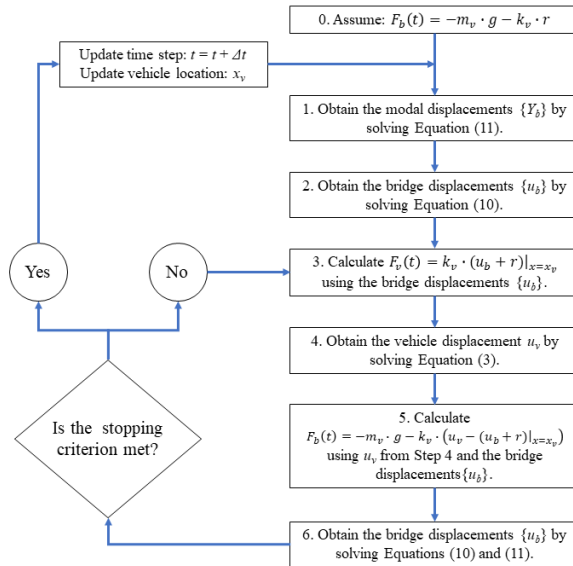 0. Assume: F_b(t) = −m_v · g − k_v · r
Update time step: t = t + Δt
Update vehicle location: x_v
1. Obtain the modal displacements {Y_b} by
solving Equation (11).
2. Obtain the bridge displacements {u_b} by
solving Equation (10).
Yes
No
3. Calculate F_v(t) = k_v · (u_b + r)|_{x=x_v}
using the bridge displacements {u_b}.
4. Obtain the vehicle displacement u_v by
solving Equation (3).
Is the stopping
criterion met?
5. Calculate
F_b(t) = −m_v · g − k_v · (u_v − (u_b + r)|_{x=x_v})
using u_v from Step 4 and the bridge
displacements{u_b}.
6. Obtain the bridge displacements {u_b} by
solving Equations (10) and (11).